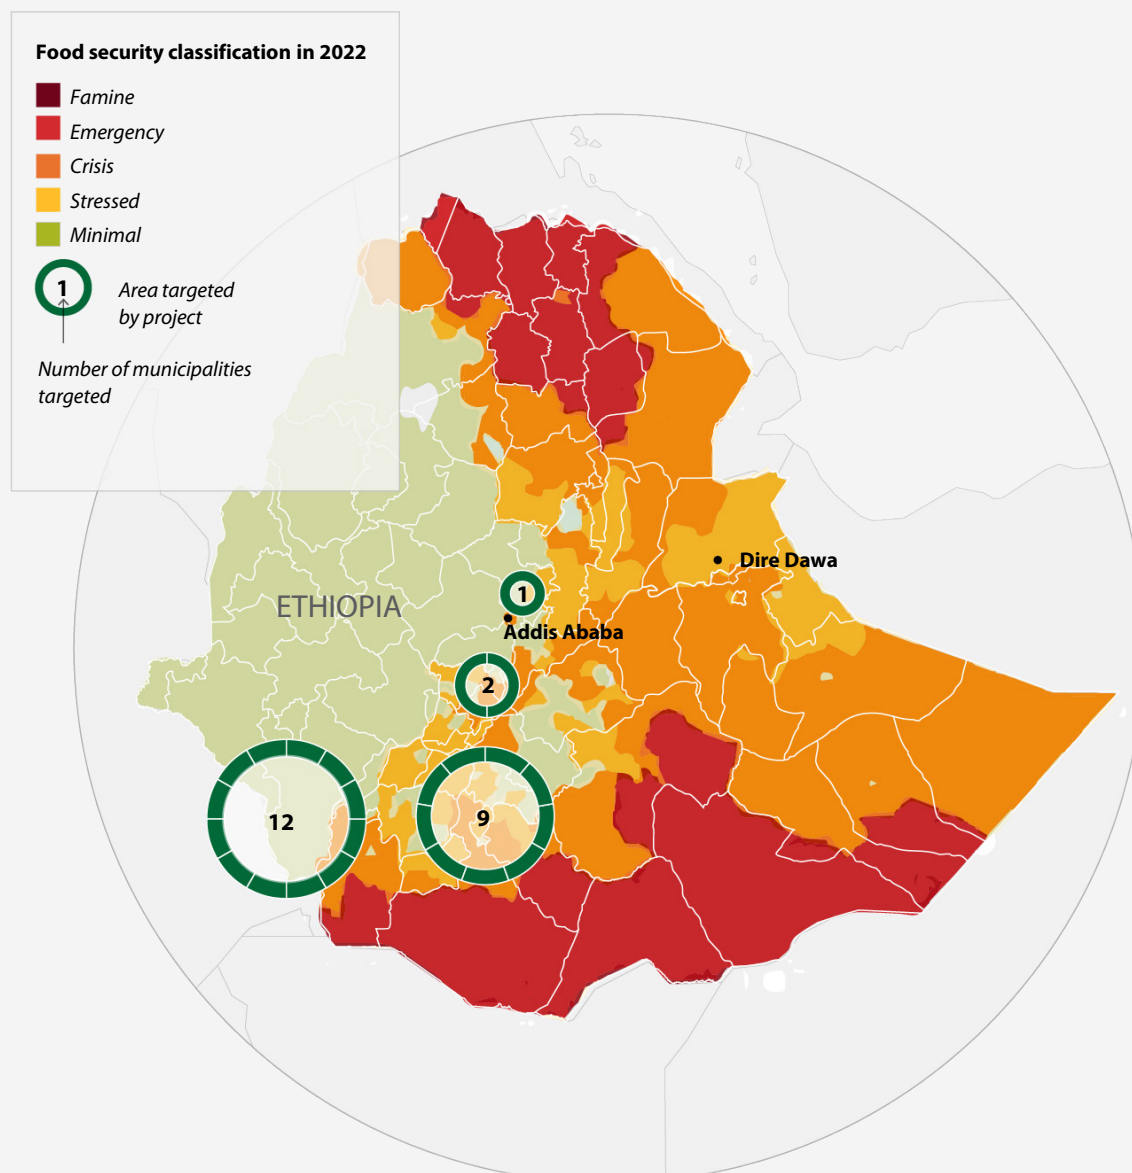 Food security classification in 2022
Famine
Emergency
Crisis
Stressed
Minimal
1
Area targeted
by project
Number of municipalities
targeted
Dire Dawa
1
ETHIOPIA
Addis Ababa
2
12
9